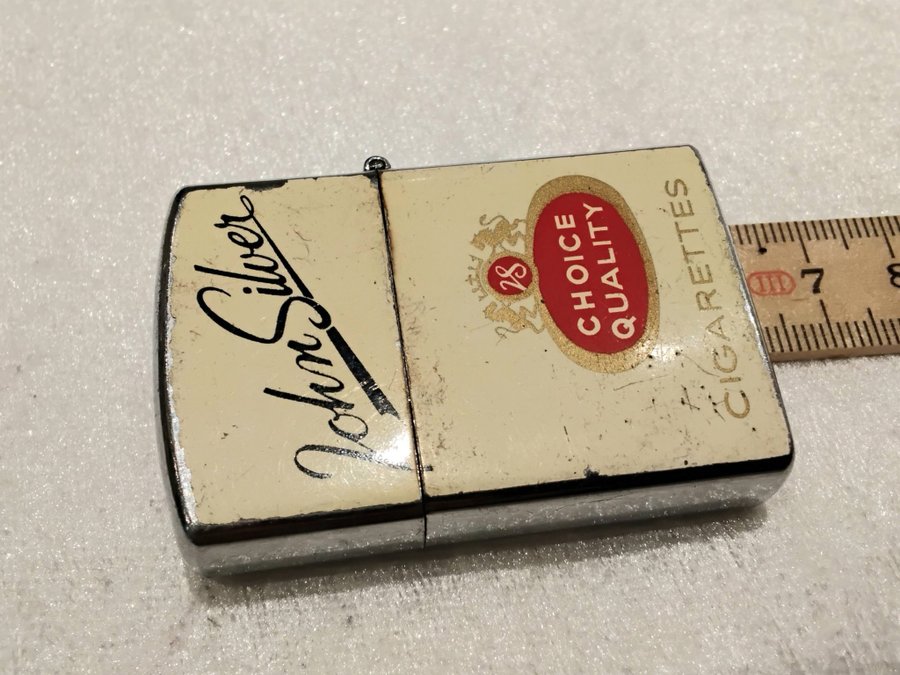 John Silver
JS
CHOICE
QUALITY
CIGARETTES
7
8